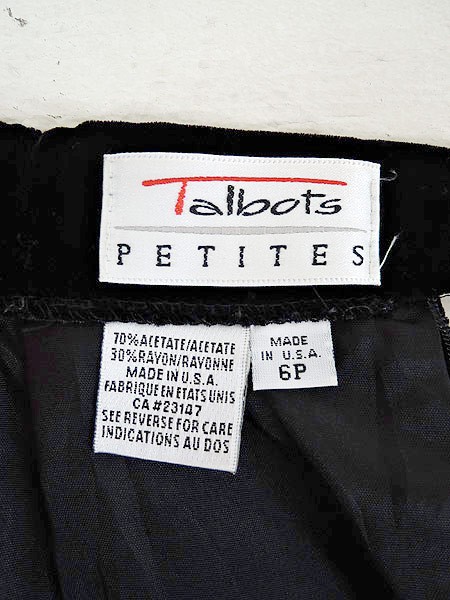 Talbots
PETITES
70% ACETATE/ACETATE
30% RAYON/RAYONNE
MADE IN U.S.A.
FABRIQUE EN ETATS UNIS
CA #23147
SEE REVERSE FOR CARE
INDICATIONS AU DOS
MADE
IN U.S.A.
6P